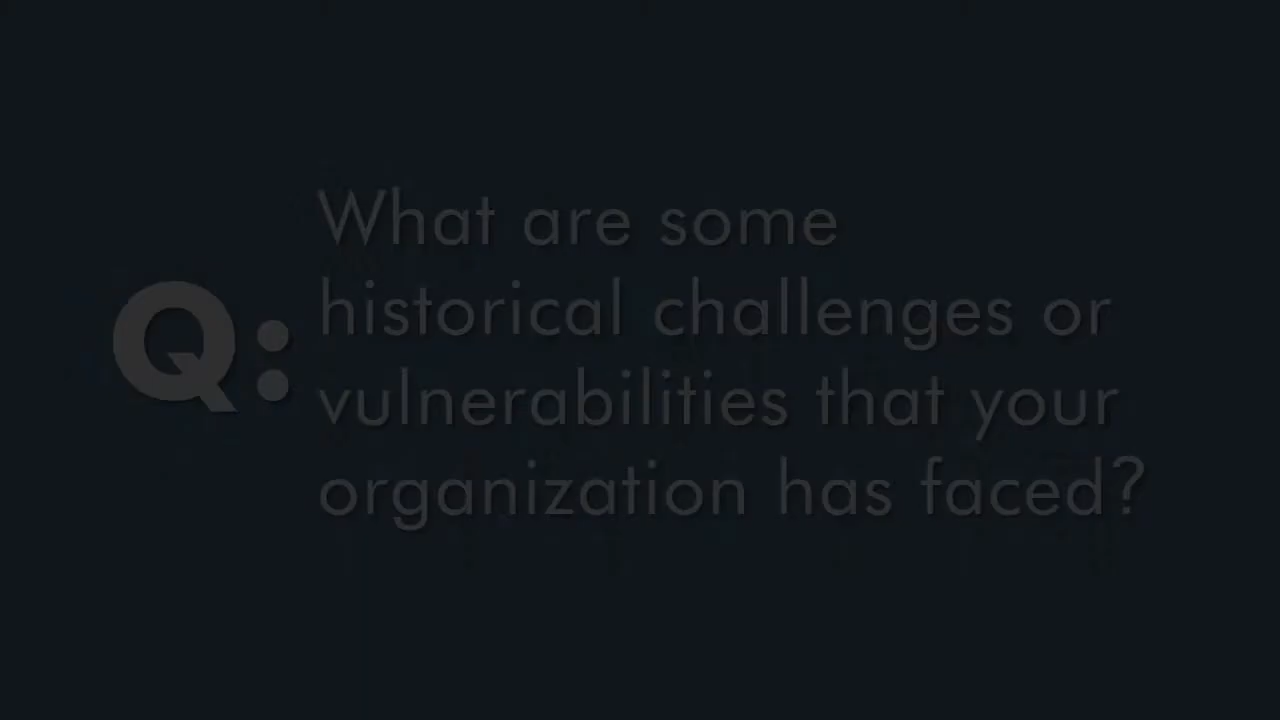 Q:
What are some
historical challenges or
vulnerabilities that your
organization has faced?